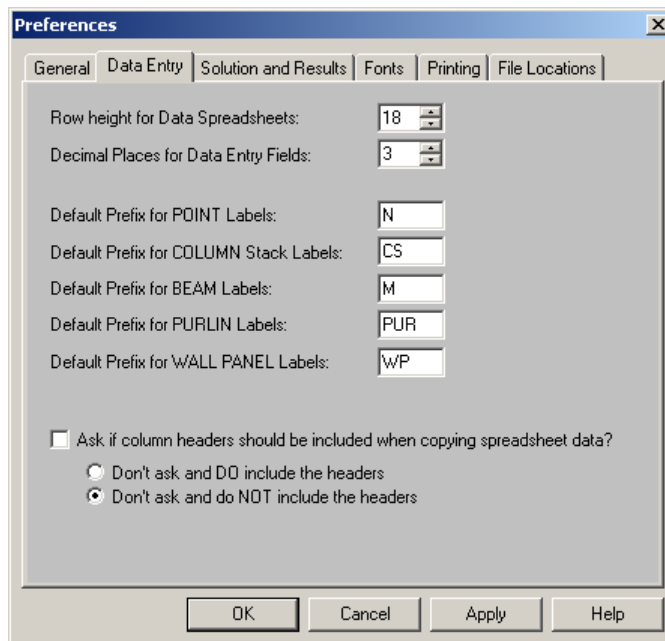 Preferences
General Data Entry Solution and Results Fonts Printing File Locations
Row height for Data Spreadsheets: 18
Decimal Places for Data Entry Fields: 3
Default Prefix for POINT Labels: N
Default Prefix for COLUMN Stack Labels: CS
Default Prefix for BEAM Labels: M
Default Prefix for PURLIN Labels: PUR
Default Prefix for WALL PANEL Labels: WP
Ask if column headers should be included when copying spreadsheet data?
Don't ask and DO include the headers
Don't ask and do NOT include the headers
OK Cancel Apply Help